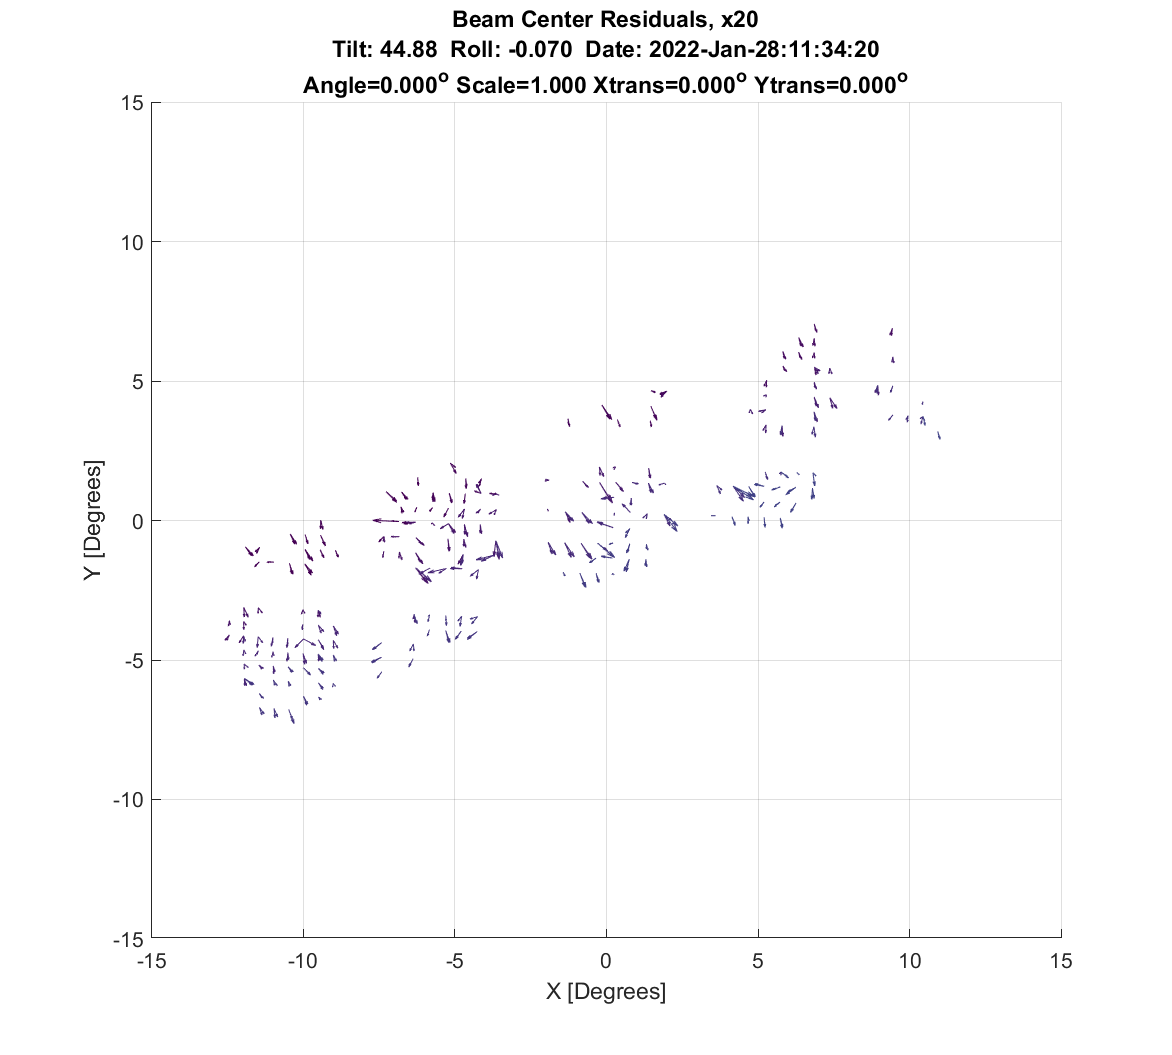 Beam Center Residuals, x20
Tilt: 44.88 Roll: -0.070 Date: 2022-Jan-28:11:34:20
Angle=0.000° Scale=1.000 Xtrans=0.000° Ytrans=0.000°
15
10
5
0
-5
-10
-15
Y [Degrees]
-15 -10 -5 0 5 10 15
X [Degrees]